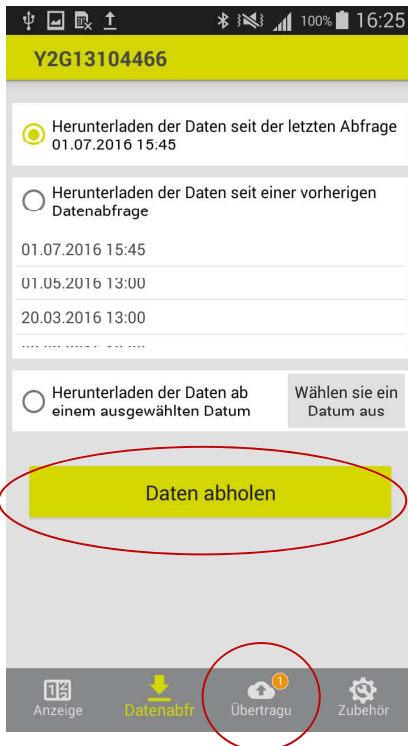 100% 16:25
Y2G13104466
Herunterladen der Daten seit der letzten Abfrage
01.07.2016 15:45
Herunterladen der Daten seit einer vorherigen
Datenabfrage
01.07.2016 15:45
01.05.2016 13:00
20.03.2016 13:00
Herunterladen der Daten ab
einem ausgewählten Datum
Wählen sie ein
Datum aus
Daten abholen
1
Anzeige Datenabfr Übertragu Zubehör